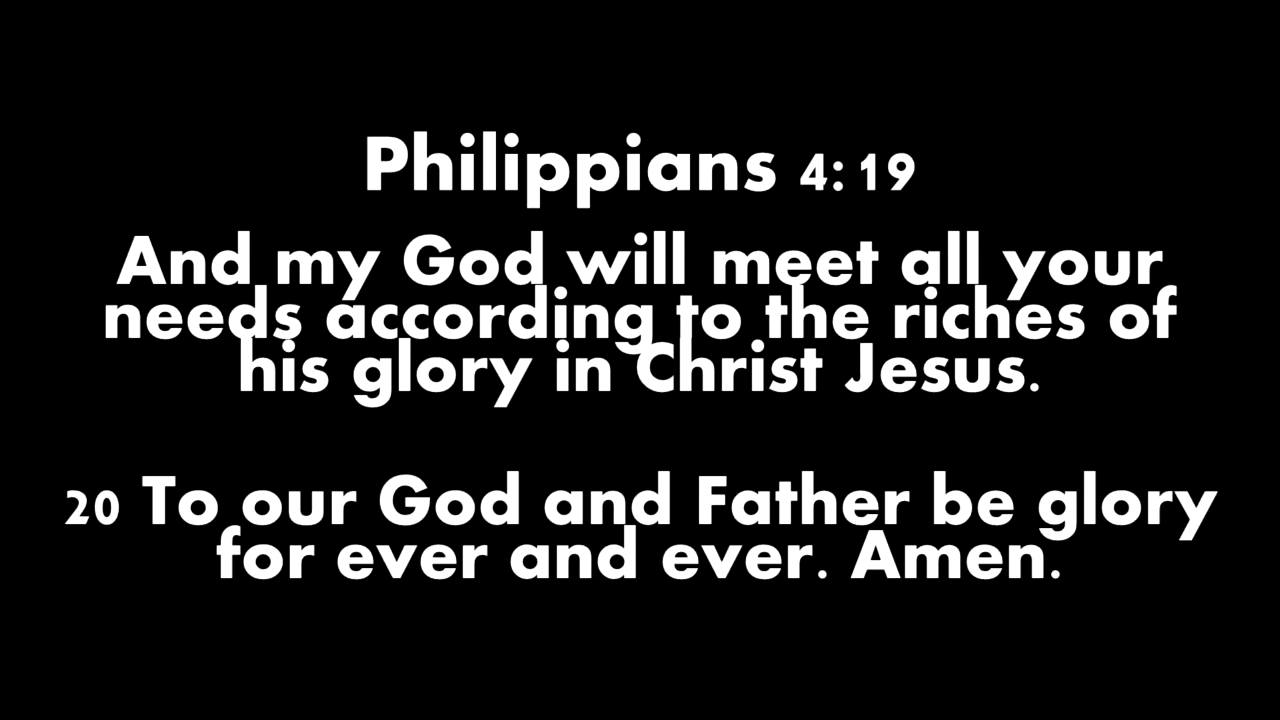 Philippians 4:19
And my God will meet all your
needs according to the riches of
his glory in Christ Jesus.
20 To our God and Father be glory
for ever and ever. Amen.